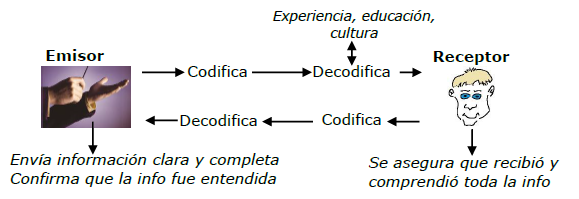 Experiencia, educación,
cultura
Emisor
Receptor
Codifica
Decodifica
Decodifica
Codifica
Envía información clara y completa
Confirma que la info fue entendida
Se asegura que recibió y
comprendió toda la info